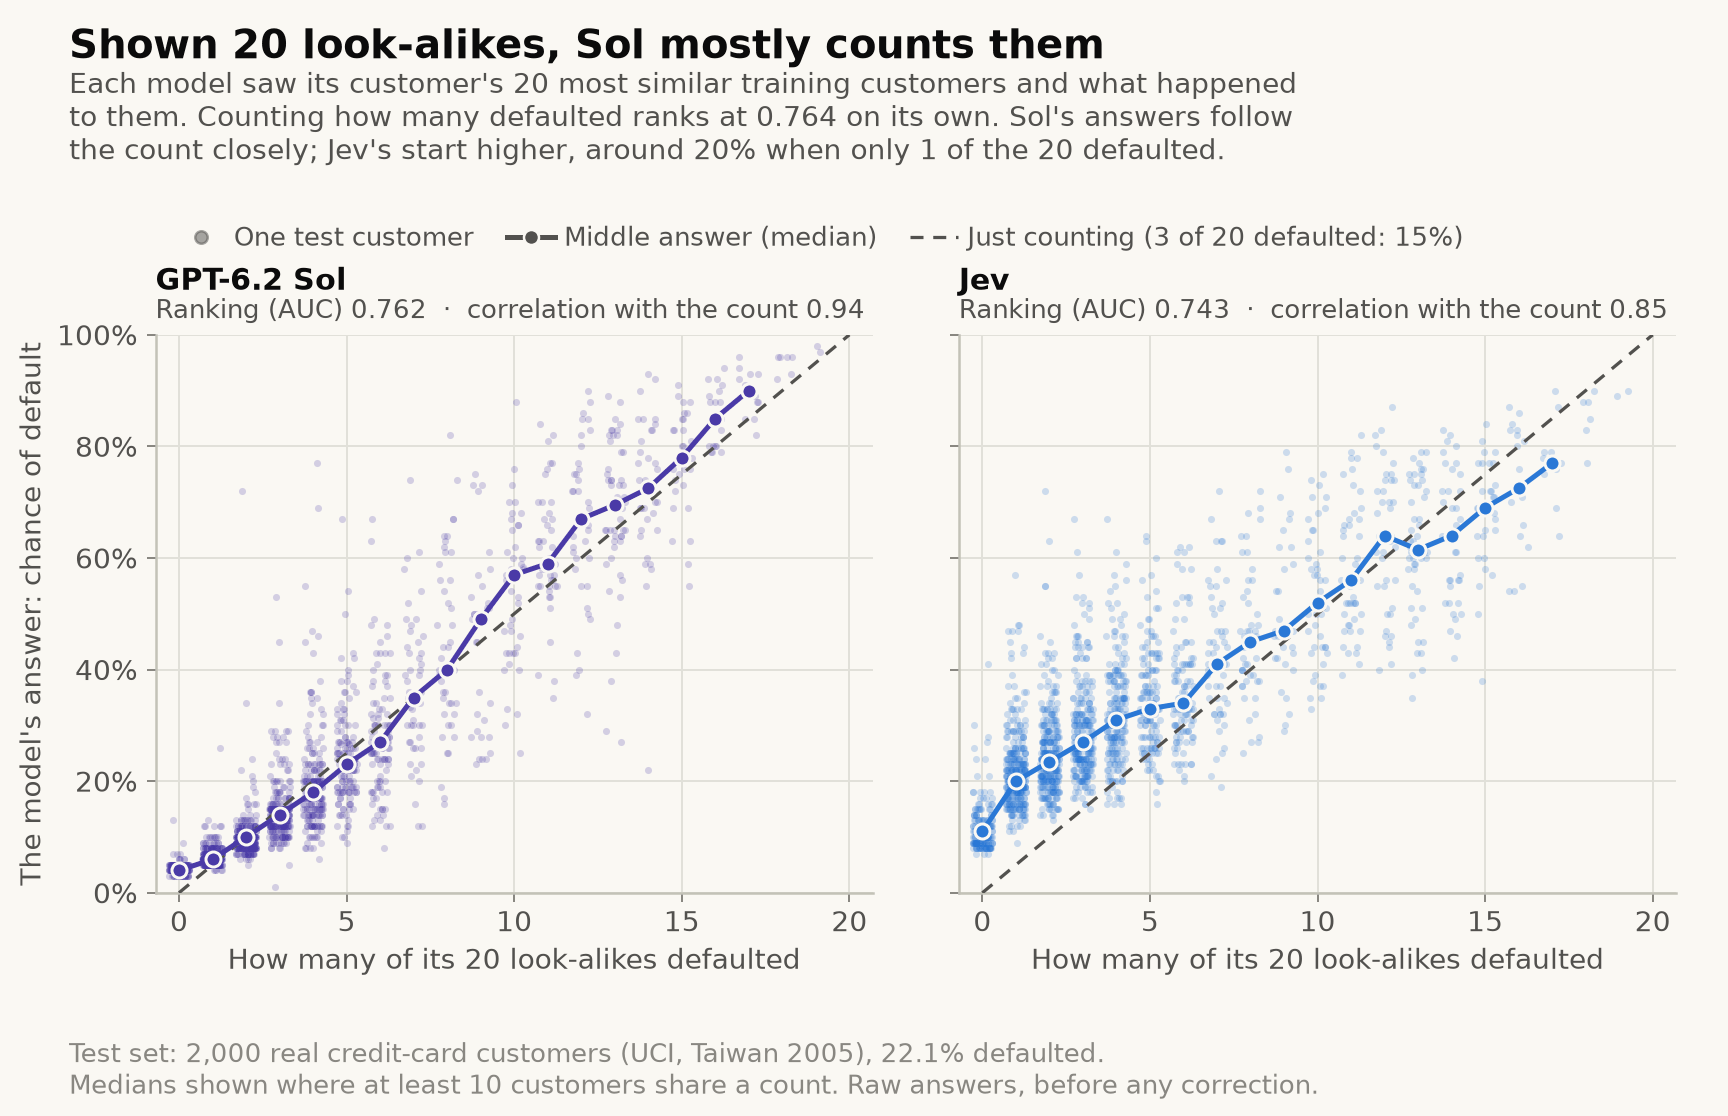 Shown 20 look-alikes, Sol mostly counts them
Each model saw its customer's 20 most similar training customers and what happened
to them. Counting how many defaulted ranks at 0.764 on its own. Sol's answers follow
the count closely; Jev's start higher, around 20% when only 1 of the 20 defaulted.
One test customer
Middle answer (median)
Just counting (3 of 20 defaulted: 15%)
GPT-6.2 Sol
Ranking (AUC) 0.762 · correlation with the count 0.94
Jev
Ranking (AUC) 0.743 · correlation with the count 0.85
The model's answer: chance of default
100%
80%
60%
40%
20%
0%
0 5 10 15 20
0 5 10 15 20
How many of its 20 look-alikes defaulted
How many of its 20 look-alikes defaulted
Test set: 2,000 real credit-card customers (UCI, Taiwan 2005), 22.1% defaulted.
Medians shown where at least 10 customers share a count. Raw answers, before any correction.